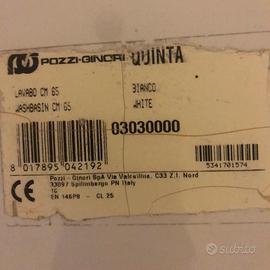 POZZI-GINORI QUINTA
LAVABO CM 65 BIANCO
WASHBASIN CM 65 WHITE
03030000
8 017895 042192
5341701574
Pozzi - Ginori SpA Via Valcellina, C33 Z.I. Nord
33097 Spilimbergo PN Italy
CE
EN 14688 - CL 25
subito